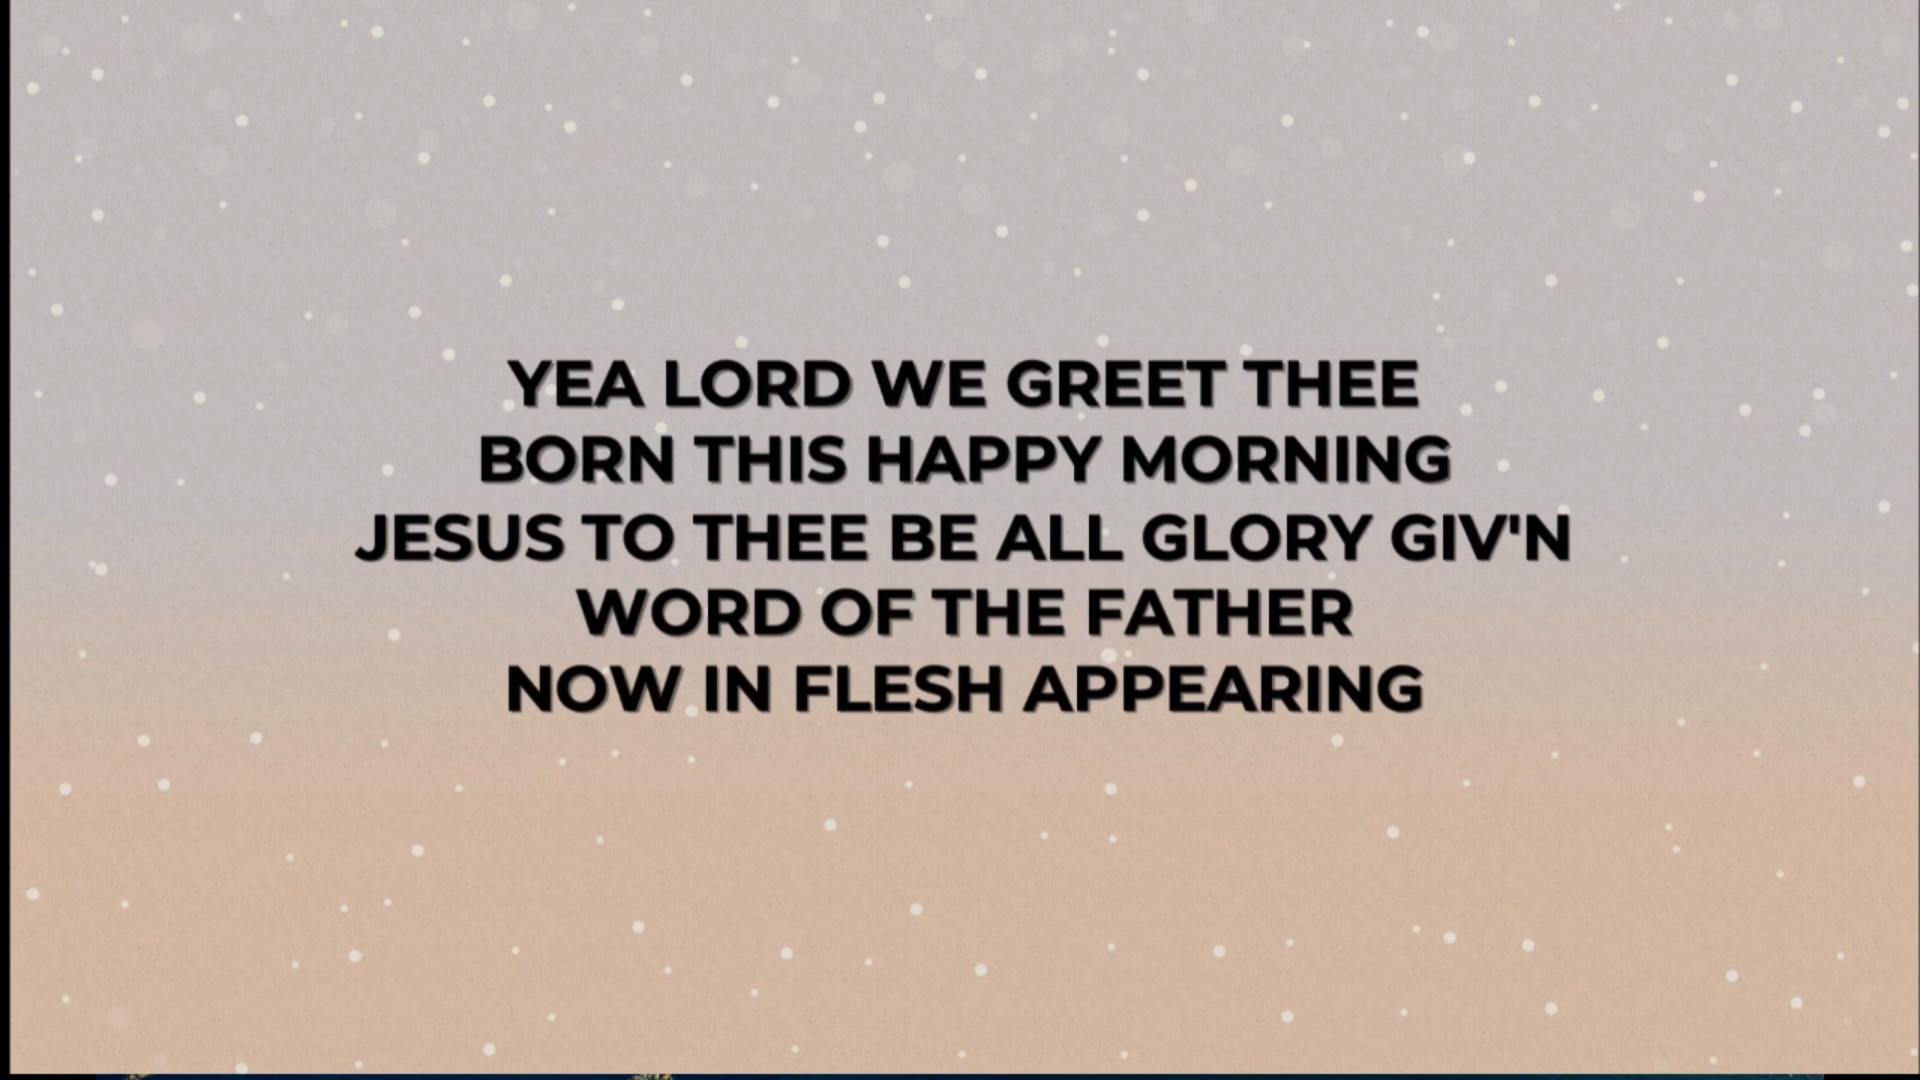 YEA LORD WE GREET THEE
BORN THIS HAPPY MORNING
JESUS TO THEE BE ALL GLORY GIV'N
WORD OF THE FATHER
NOW IN FLESH APPEARING